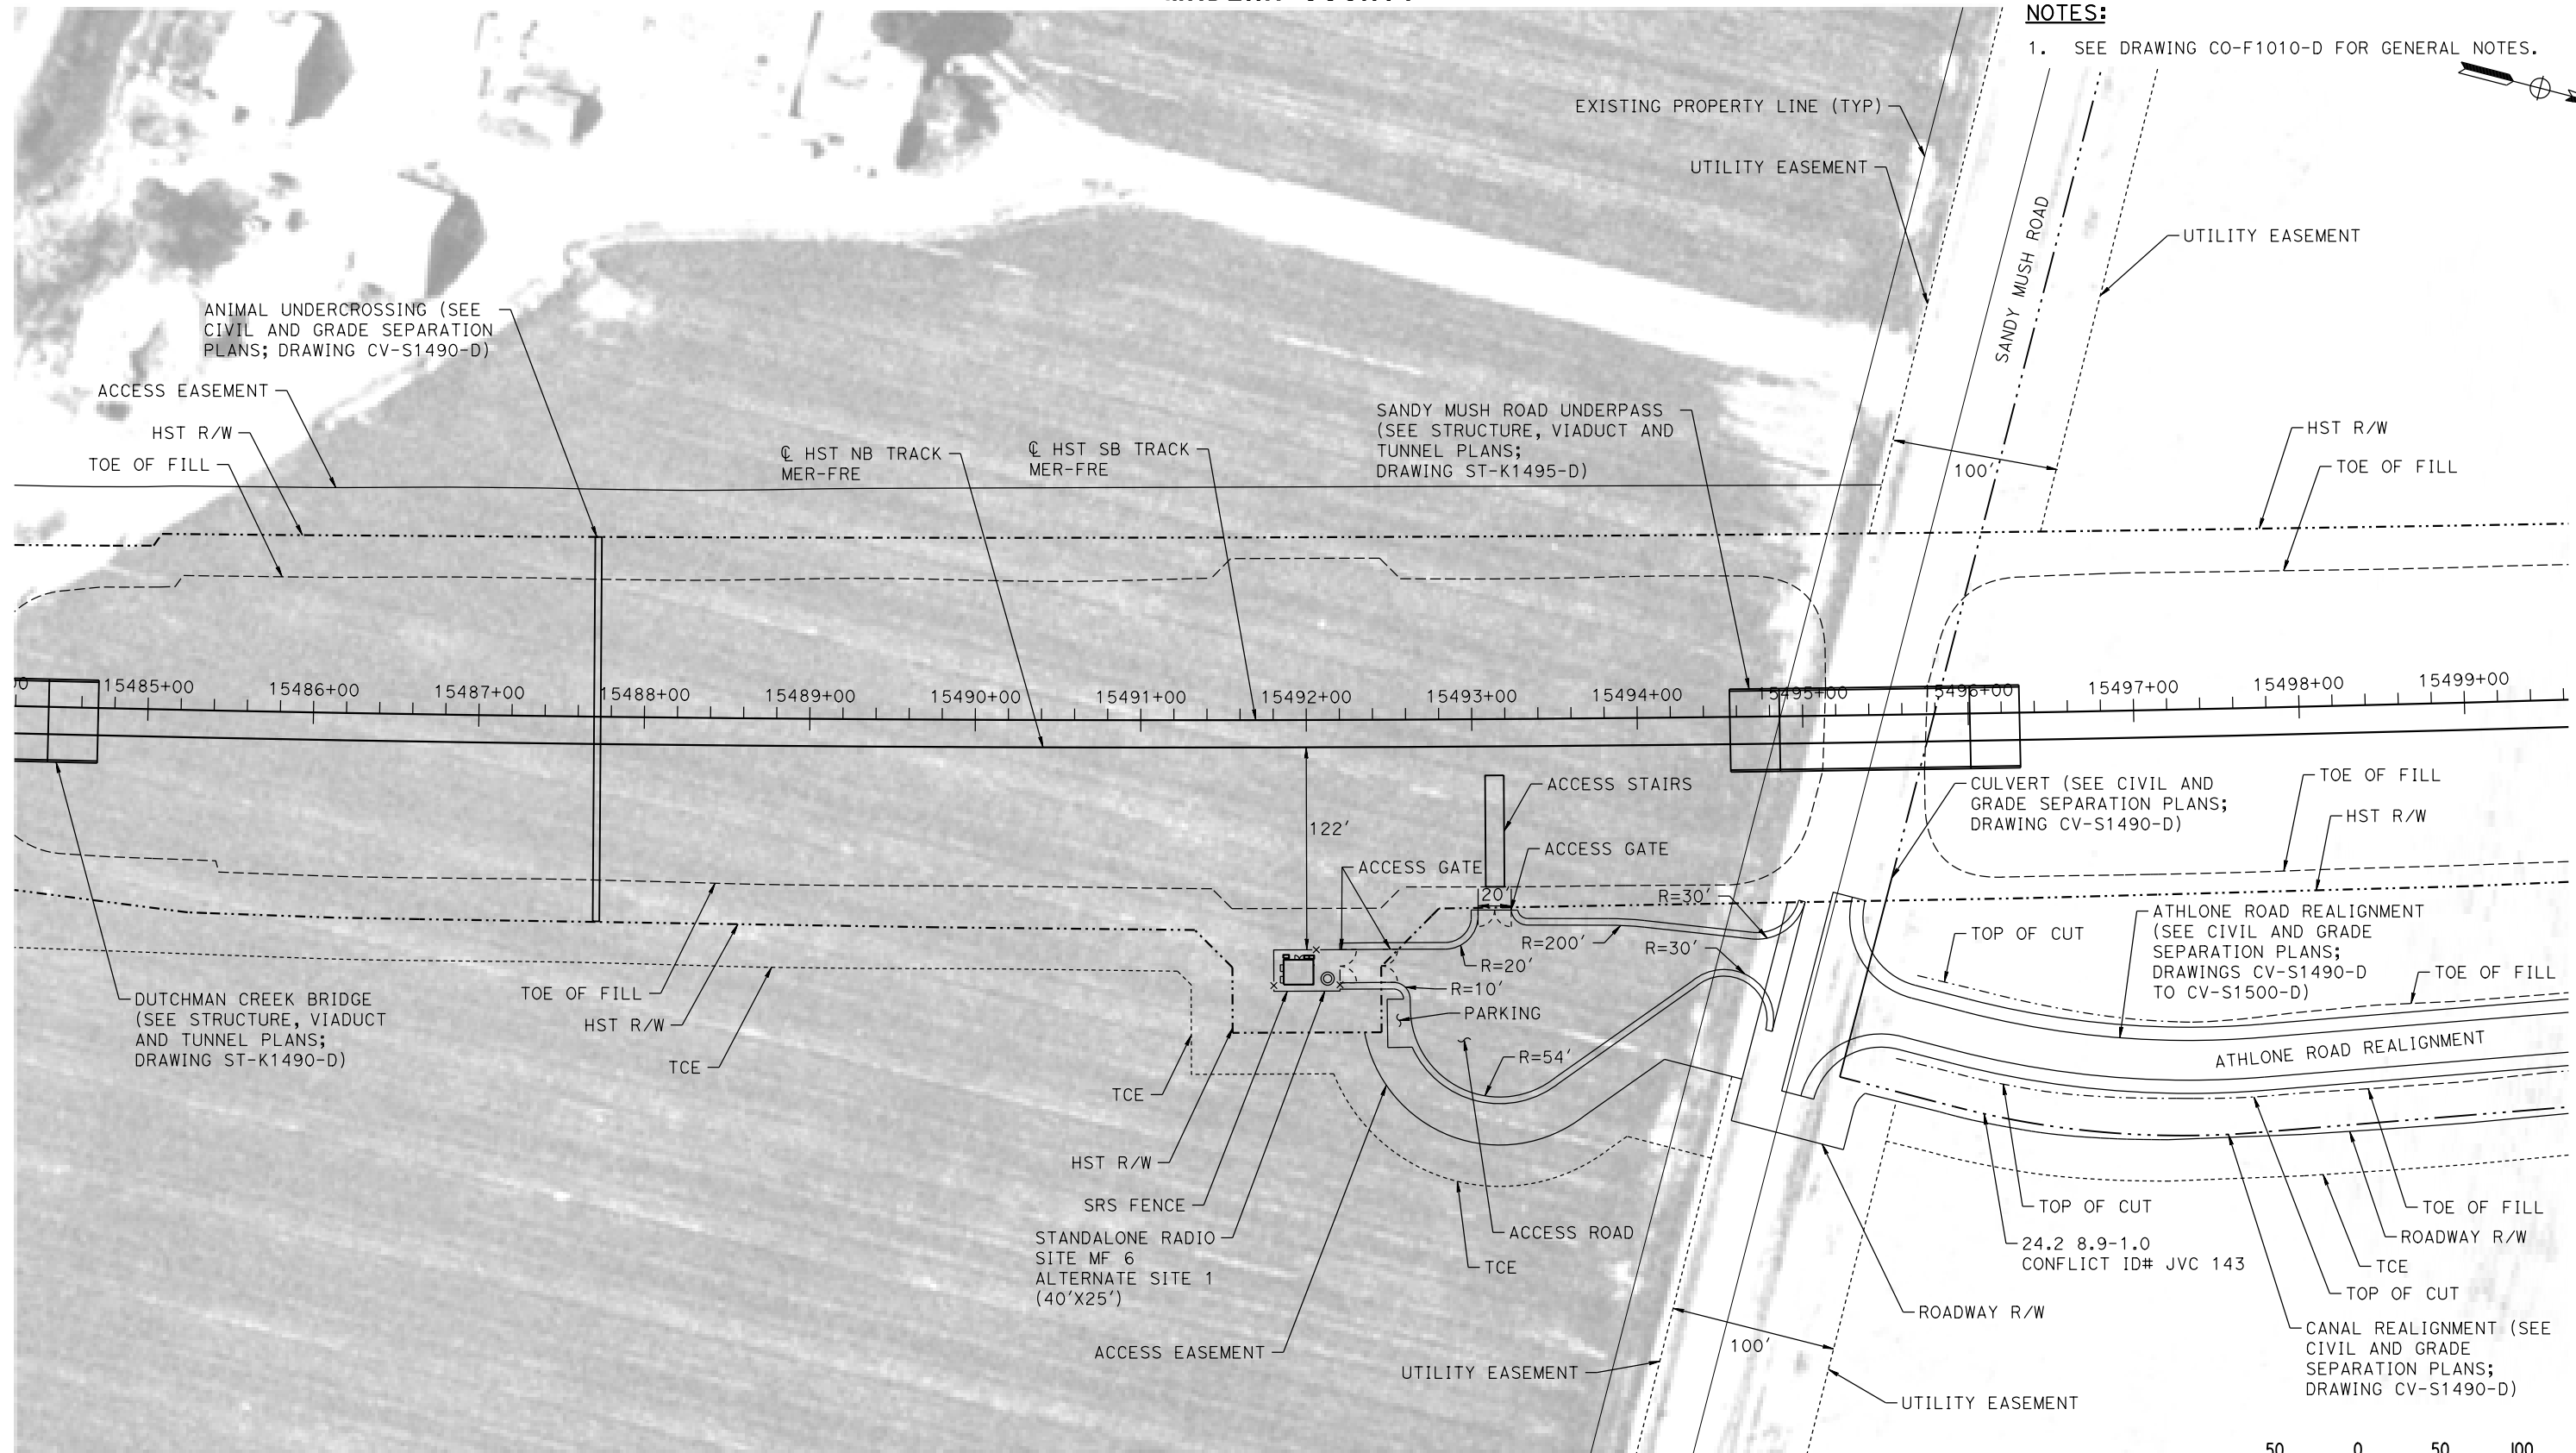 NOTES:
1. SEE DRAWING CO-F1010-D FOR GENERAL NOTES.
EXISTING PROPERTY LINE (TYP)
UTILITY EASEMENT
SANDY MUSH ROAD
UTILITY EASEMENT
ANIMAL UNDERCROSSING (SEE
CIVIL AND GRADE SEPARATION
PLANS; DRAWING CV-S1490-D)
ACCESS EASEMENT
HST R/W
TOE OF FILL
℄ HST NB TRACK
MER-FRE
℄ HST SB TRACK
MER-FRE
SANDY MUSH ROAD UNDERPASS
(SEE STRUCTURE, VIADUCT AND
TUNNEL PLANS;
DRAWING ST-K1495-D)
100'
HST R/W
TOE OF FILL
15485+00
15486+00
15487+00
15488+00
15489+00
15490+00
15491+00
15492+00
15493+00
15494+00
15495+00
15496+00
15497+00
15498+00
15499+00
122'
ACCESS STAIRS
ACCESS GATE
ACCESS GATE
20'
R=30'
R=200'
R=30'
R=20'
R=10'
PARKING
R=54'
CULVERT (SEE CIVIL AND
GRADE SEPARATION PLANS;
DRAWING CV-S1490-D)
TOE OF FILL
HST R/W
TOP OF CUT
ATHLONE ROAD REALIGNMENT
(SEE CIVIL AND GRADE
SEPARATION PLANS;
DRAWINGS CV-S1490-D
TO CV-S1500-D)
TOE OF FILL
ATHLONE ROAD REALIGNMENT
DUTCHMAN CREEK BRIDGE
(SEE STRUCTURE, VIADUCT
AND TUNNEL PLANS;
DRAWING ST-K1490-D)
TOE OF FILL
HST R/W
TCE
TCE
HST R/W
SRS FENCE
STANDALONE RADIO
SITE MF 6
ALTERNATE SITE 1
(40'X25')
ACCESS EASEMENT
ACCESS ROAD
TCE
UTILITY EASEMENT
100'
UTILITY EASEMENT
ROADWAY R/W
TOP OF CUT
24.2 8.9-1.0
CONFLICT ID# JVC 143
TOE OF FILL
ROADWAY R/W
TCE
TOP OF CUT
CANAL REALIGNMENT (SEE
CIVIL AND GRADE
SEPARATION PLANS;
DRAWING CV-S1490-D)
50 0 50 100